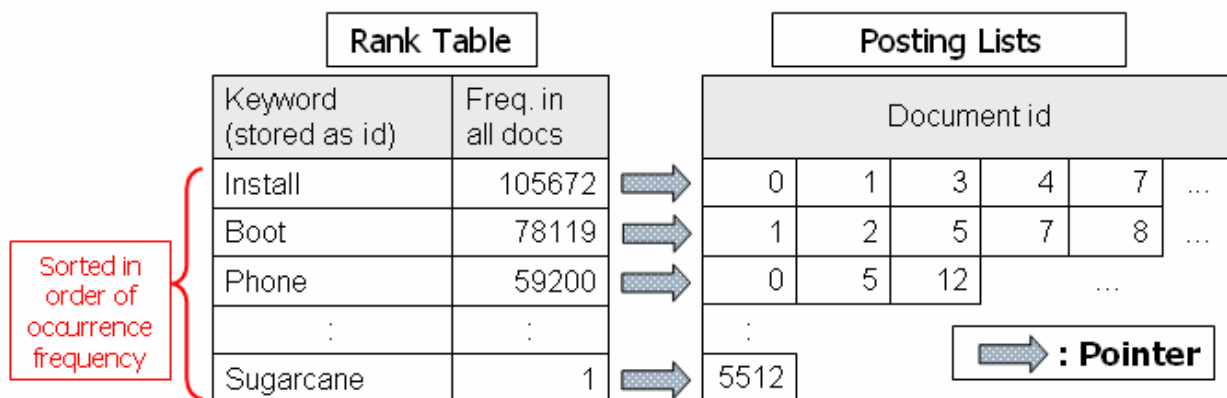 Rank Table
Posting Lists
Keyword (stored as id)
Freq. in all docs
Document id
Install 105672 0 1 3 4 7 ...
Boot 78119 1 2 5 7 8 ...
Phone 59200 0 5 12 ...
: : :
Sugarcane 1 5512
Sorted in
order of
occurrence
frequency
: Pointer